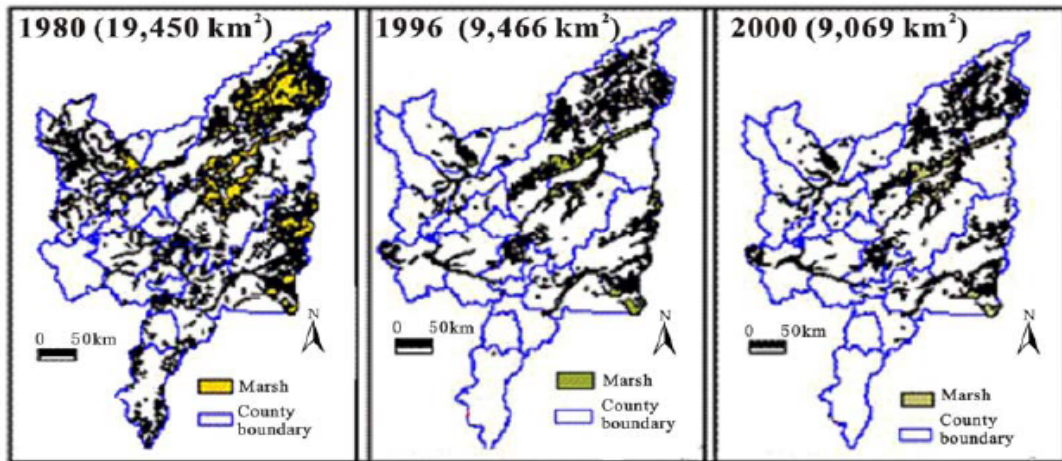 1980 (19,450 km²)
N
0 50km
Marsh
County
boundary
1996 (9,466 km²)
N
0 50km
Marsh
County
boundary
2000 (9,069 km²)
N
0 50km
Marsh
County
boundary